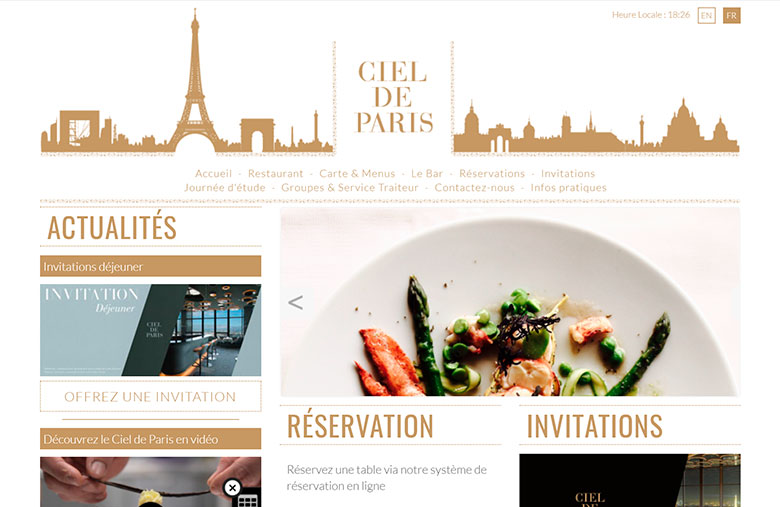 Heure Locale : 18:26 EN FR
CIEL
DE
PARIS
Accueil - Restaurant - Carte & Menus - Le Bar - Réservations - Invitations
Journée d'étude - Groupes & Service Traiteur - Contactez-nous - Infos pratiques
ACTUALITÉS
Invitations déjeuner
INVITATION
Déjeuner
CIEL
DE
PARIS
OFFREZ UNE INVITATION
Découvrez le Ciel de Paris en vidéo
<
RÉSERVATION
Réservez une table via notre système de
réservation en ligne
INVITATIONS
CIEL
DE